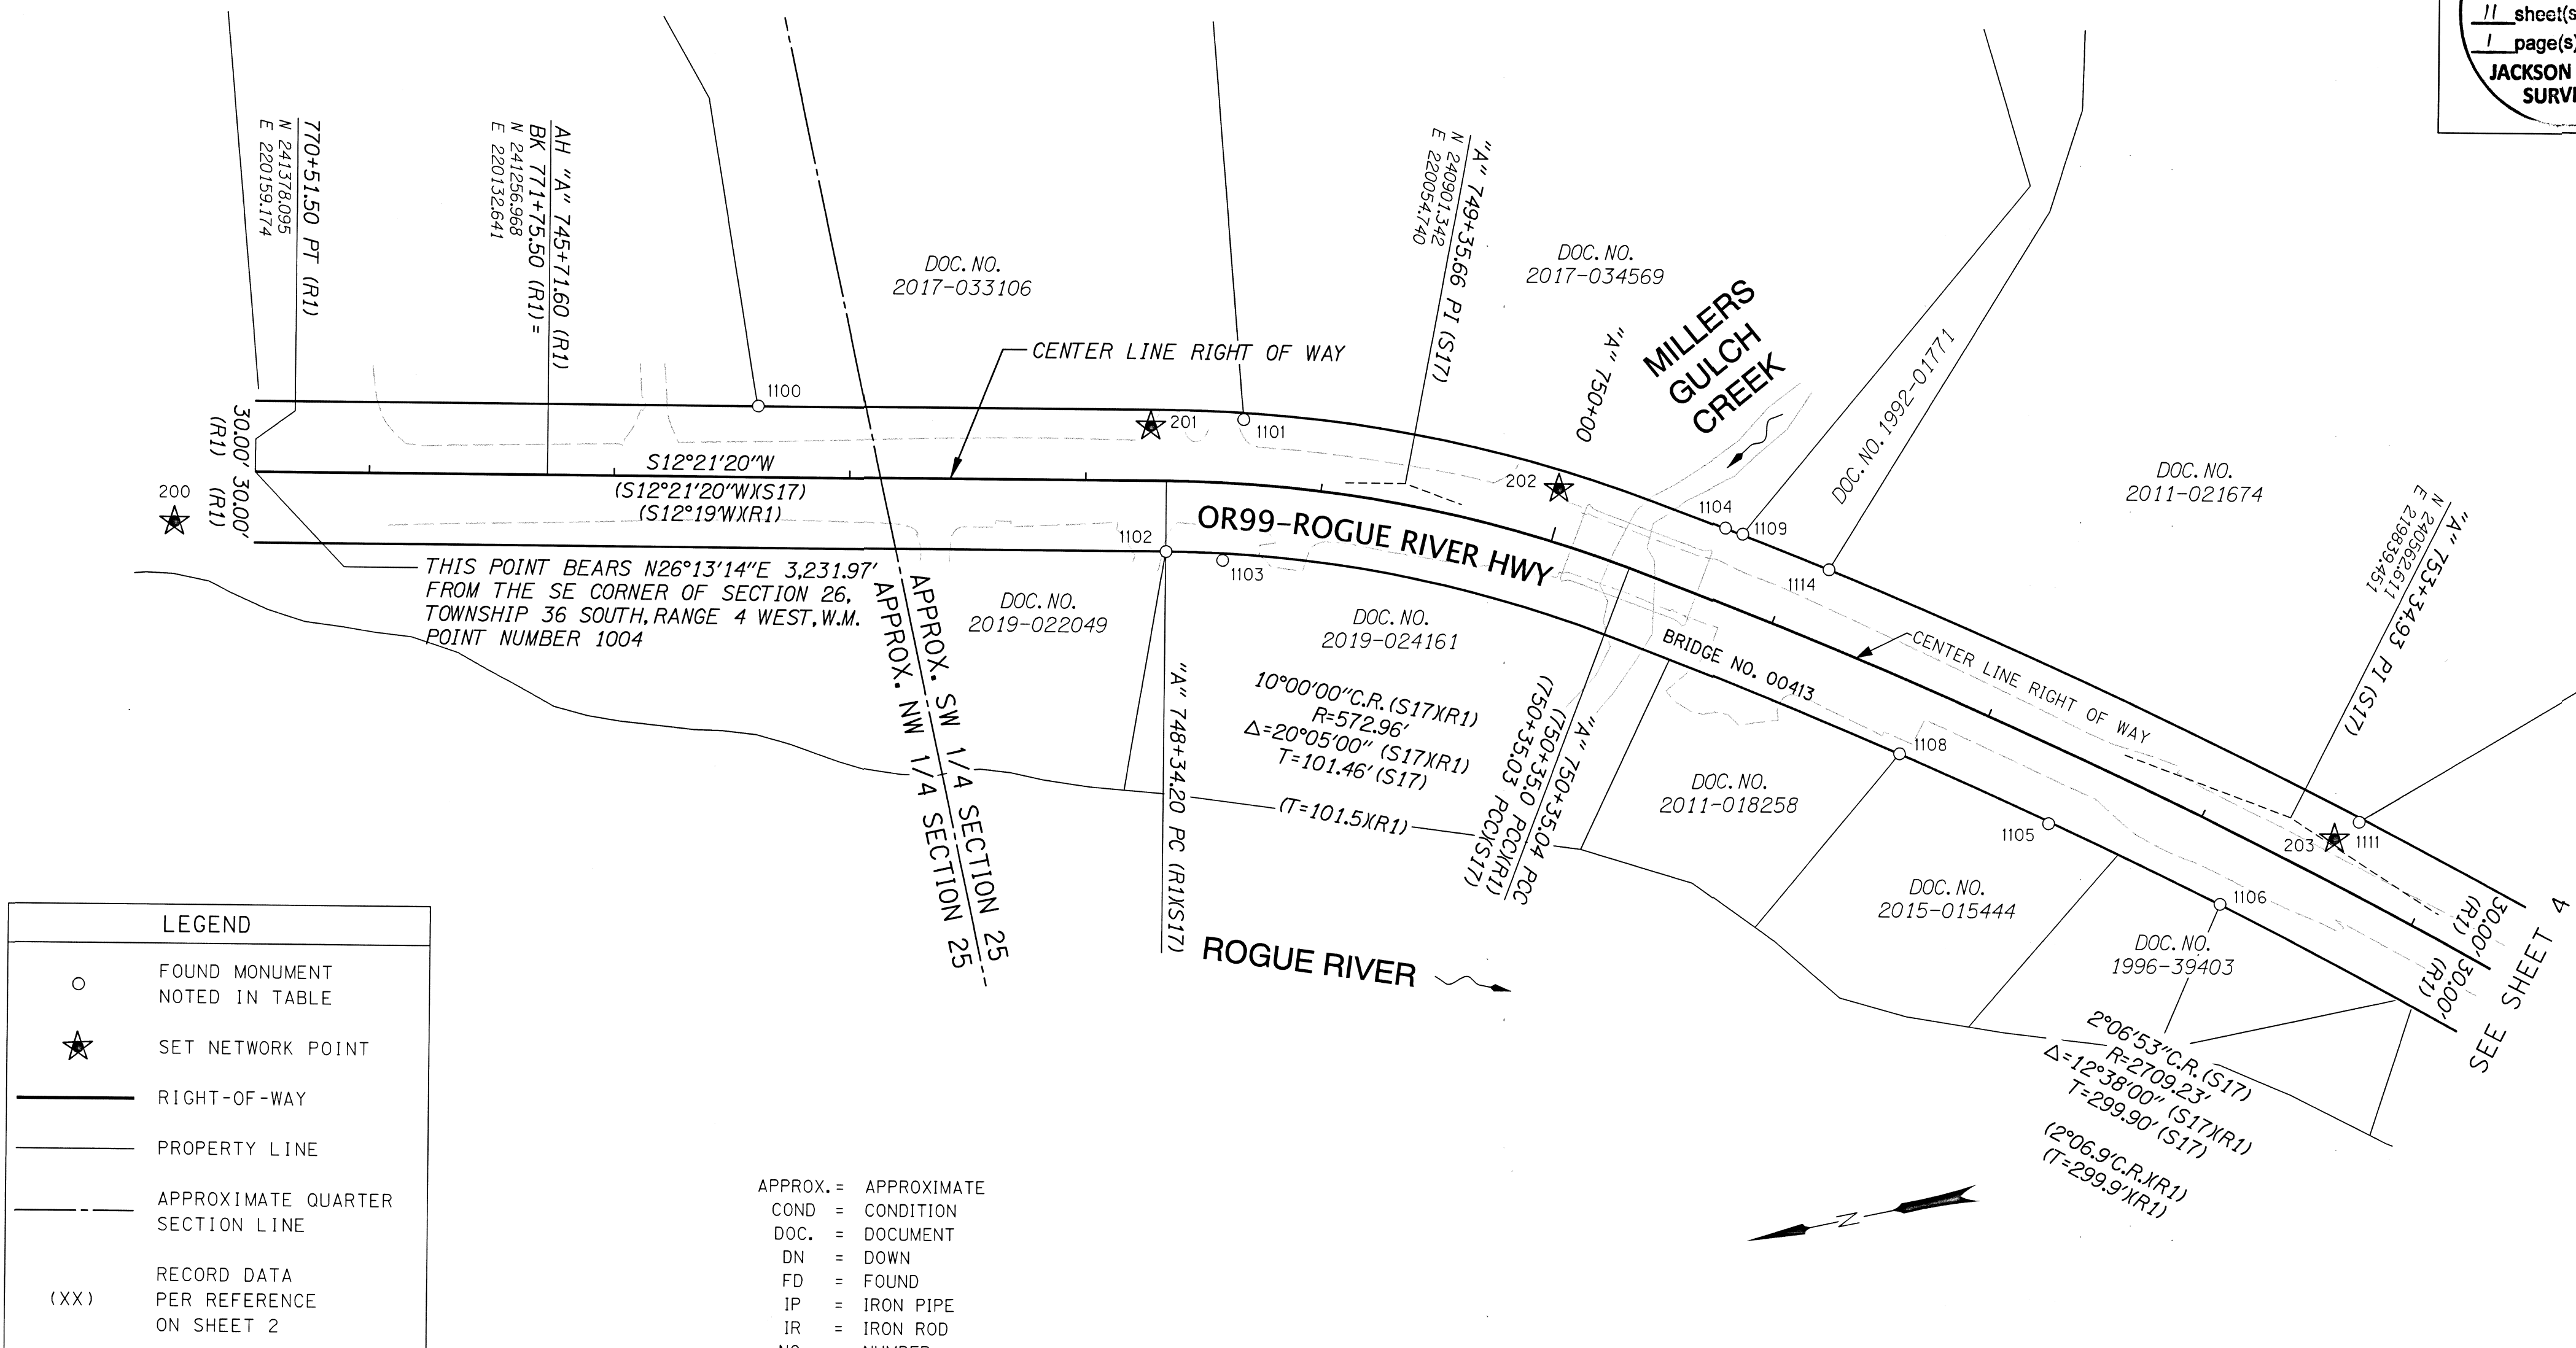 11 sheet(s
1 page(s)
JACKSON
SURV
770+51.50 PT (R1)
N 241378.095
E 220159.174
AH "A" 745+71.60 (R1)
BK 771+75.50 (R1)=
N 241256.968
E 220132.641
"A" 749+35.66 PI (S17)
N 240901.342
E 220054.740
DOC. NO.
2017-033106
DOC. NO.
2017-034569
"A" 750+00
MILLERS
GULCH
CREEK
DOC. NO. 1992-01771
DOC. NO.
2011-021674
"A" 753+34.93 PI (S17)
N 240562.611
E 219839.451
CENTER LINE RIGHT OF WAY
1100
201
1101
202
1104
1109
1114
30.00'
(R1)
30.00'
(R1)
200
S12°21'20"W
(S12°21'20"W)(S17)
(S12°19'W)(R1)
1102
1103
OR99-ROGUE RIVER HWY
THIS POINT BEARS N26°13'14"E 3,231.97'
FROM THE SE CORNER OF SECTION 26,
TOWNSHIP 36 SOUTH, RANGE 4 WEST, W.M.
POINT NUMBER 1004
APPROX. SW 1/4 SECTION 25
APPROX. NW 1/4 SECTION 25
DOC. NO.
2019-022049
DOC. NO.
2019-024161
"A" 748+34.20 PC (R1)(S17)
10°00'00"C.R. (S17)(R1)
R=572.96'
△=20°05'00" (S17)(R1)
T=101.46' (S17)
(T=101.5)(R1)
"A" 750+35.04 PCC
(750+35.0 PCC)(R1)
(750+35.03 PCC)(S17)
BRIDGE NO. 00413
CENTER LINE RIGHT OF WAY
1108
1105
1106
203
1111
DOC. NO.
2011-018258
DOC. NO.
2015-015444
DOC. NO.
1996-39403
30.00'
(R1)
30.00'
(R1)
SEE SHEET 4
ROGUE RIVER
2°06'53"C.R. (S17)
R=2709.23'
△=12°38'00" (S17)(R1)
T=299.90' (S17)
(2°06.9'C.R.)(R1)
(T=299.9')(R1)
N
LEGEND
FOUND MONUMENT
NOTED IN TABLE
SET NETWORK POINT
RIGHT-OF-WAY
PROPERTY LINE
APPROXIMATE QUARTER
SECTION LINE
(XX)
RECORD DATA
PER REFERENCE
ON SHEET 2
APPROX. = APPROXIMATE
COND = CONDITION
DOC. = DOCUMENT
DN = DOWN
FD = FOUND
IP = IRON PIPE
IR = IRON ROD